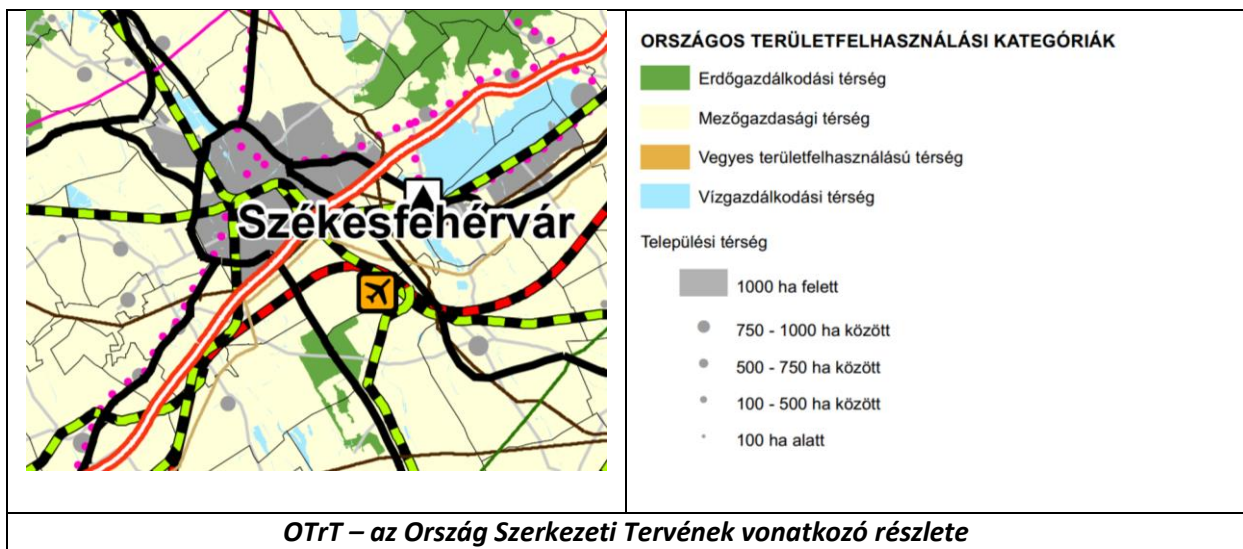 Székesfehérvár
ORSZÁGOS TERÜLETFELHASZNÁLÁSI KATEGÓRIÁK
Erdőgazdálkodási térség
Mezőgazdasági térség
Vegyes területfelhasználású térség
Vízgazdálkodási térség
Települési térség
1000 ha felett
750 - 1000 ha között
500 - 750 ha között
100 - 500 ha között
100 ha alatt
OTrT – az Ország Szerkezeti Tervének vonatkozó részlete